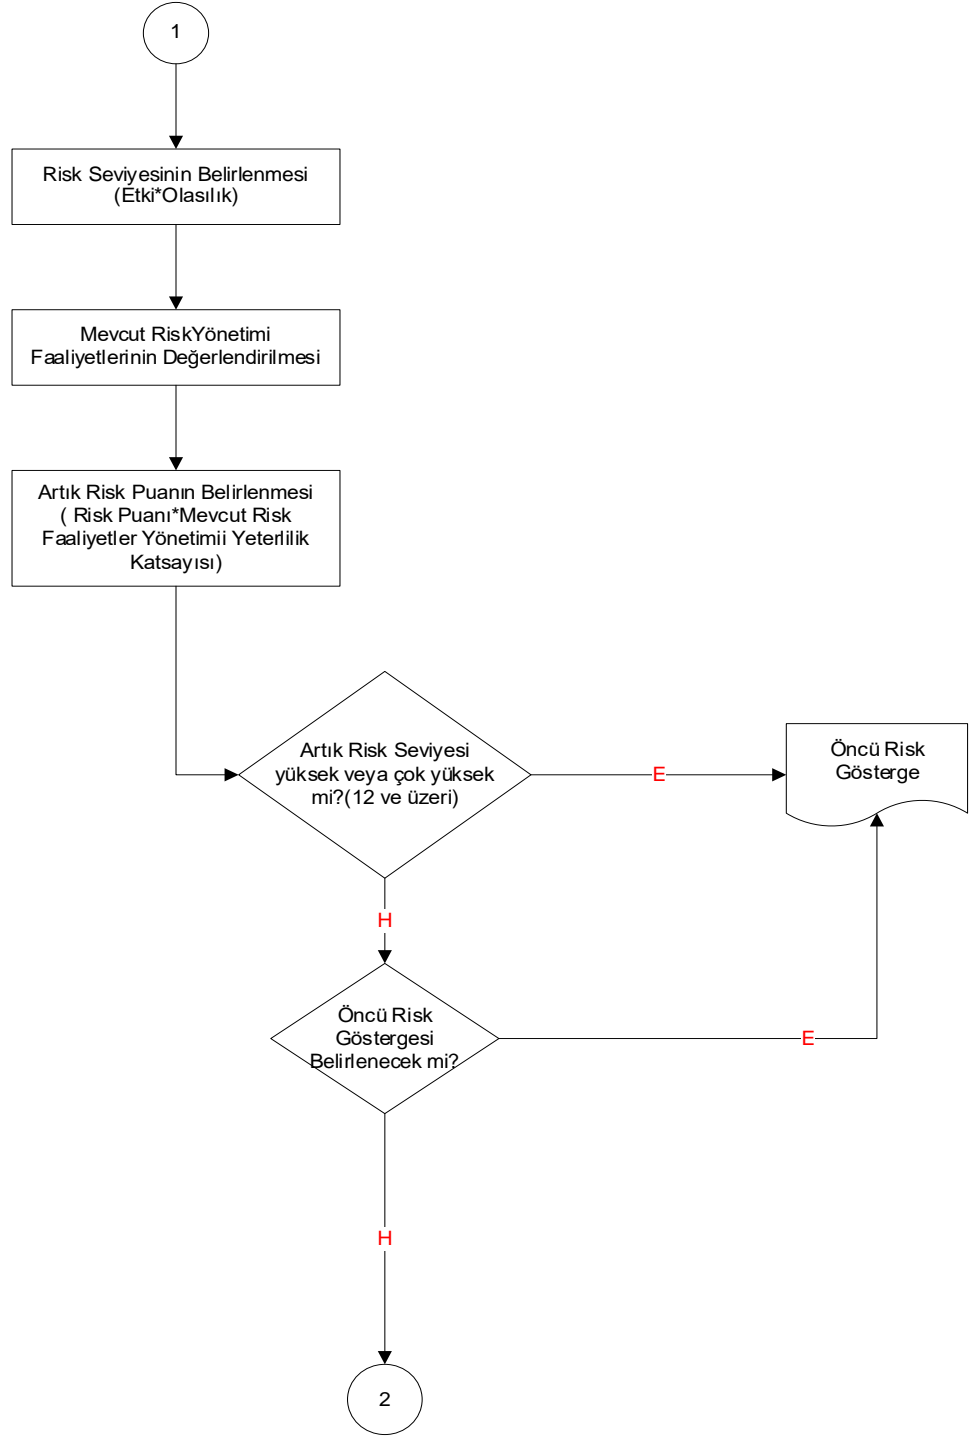 1
Risk Seviyesinin Belirlenmesi
(Etki*Olasılık)
Mevcut RiskYönetimi
Faaliyetlerinin Değerlendirilmesi
Artık Risk Puanın Belirlenmesi
( Risk Puanı*Mevcut Risk
Faaliyetler Yönetimii Yeterlilik
Katsayısı)
Artık Risk Seviyesi
yüksek veya çok yüksek
mi?(12 ve üzeri)
E
Öncü Risk
Gösterge
H
Öncü Risk
Göstergesi
Belirlenecek mi?
E
H
2